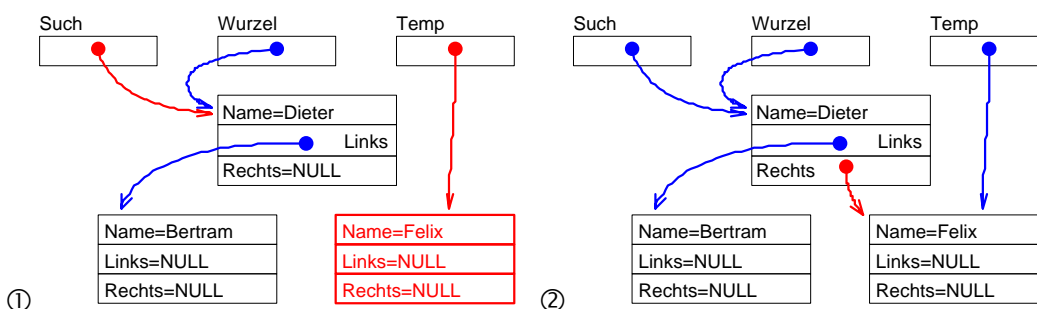 Such Wurzel Temp
Name=Dieter
Links
Rechts=NULL
Name=Bertram
Links=NULL
Rechts=NULL
Name=Felix
Links=NULL
Rechts=NULL
①
Such Wurzel Temp
Name=Dieter
Links
Rechts
Name=Bertram
Links=NULL
Rechts=NULL
Name=Felix
Links=NULL
Rechts=NULL
②